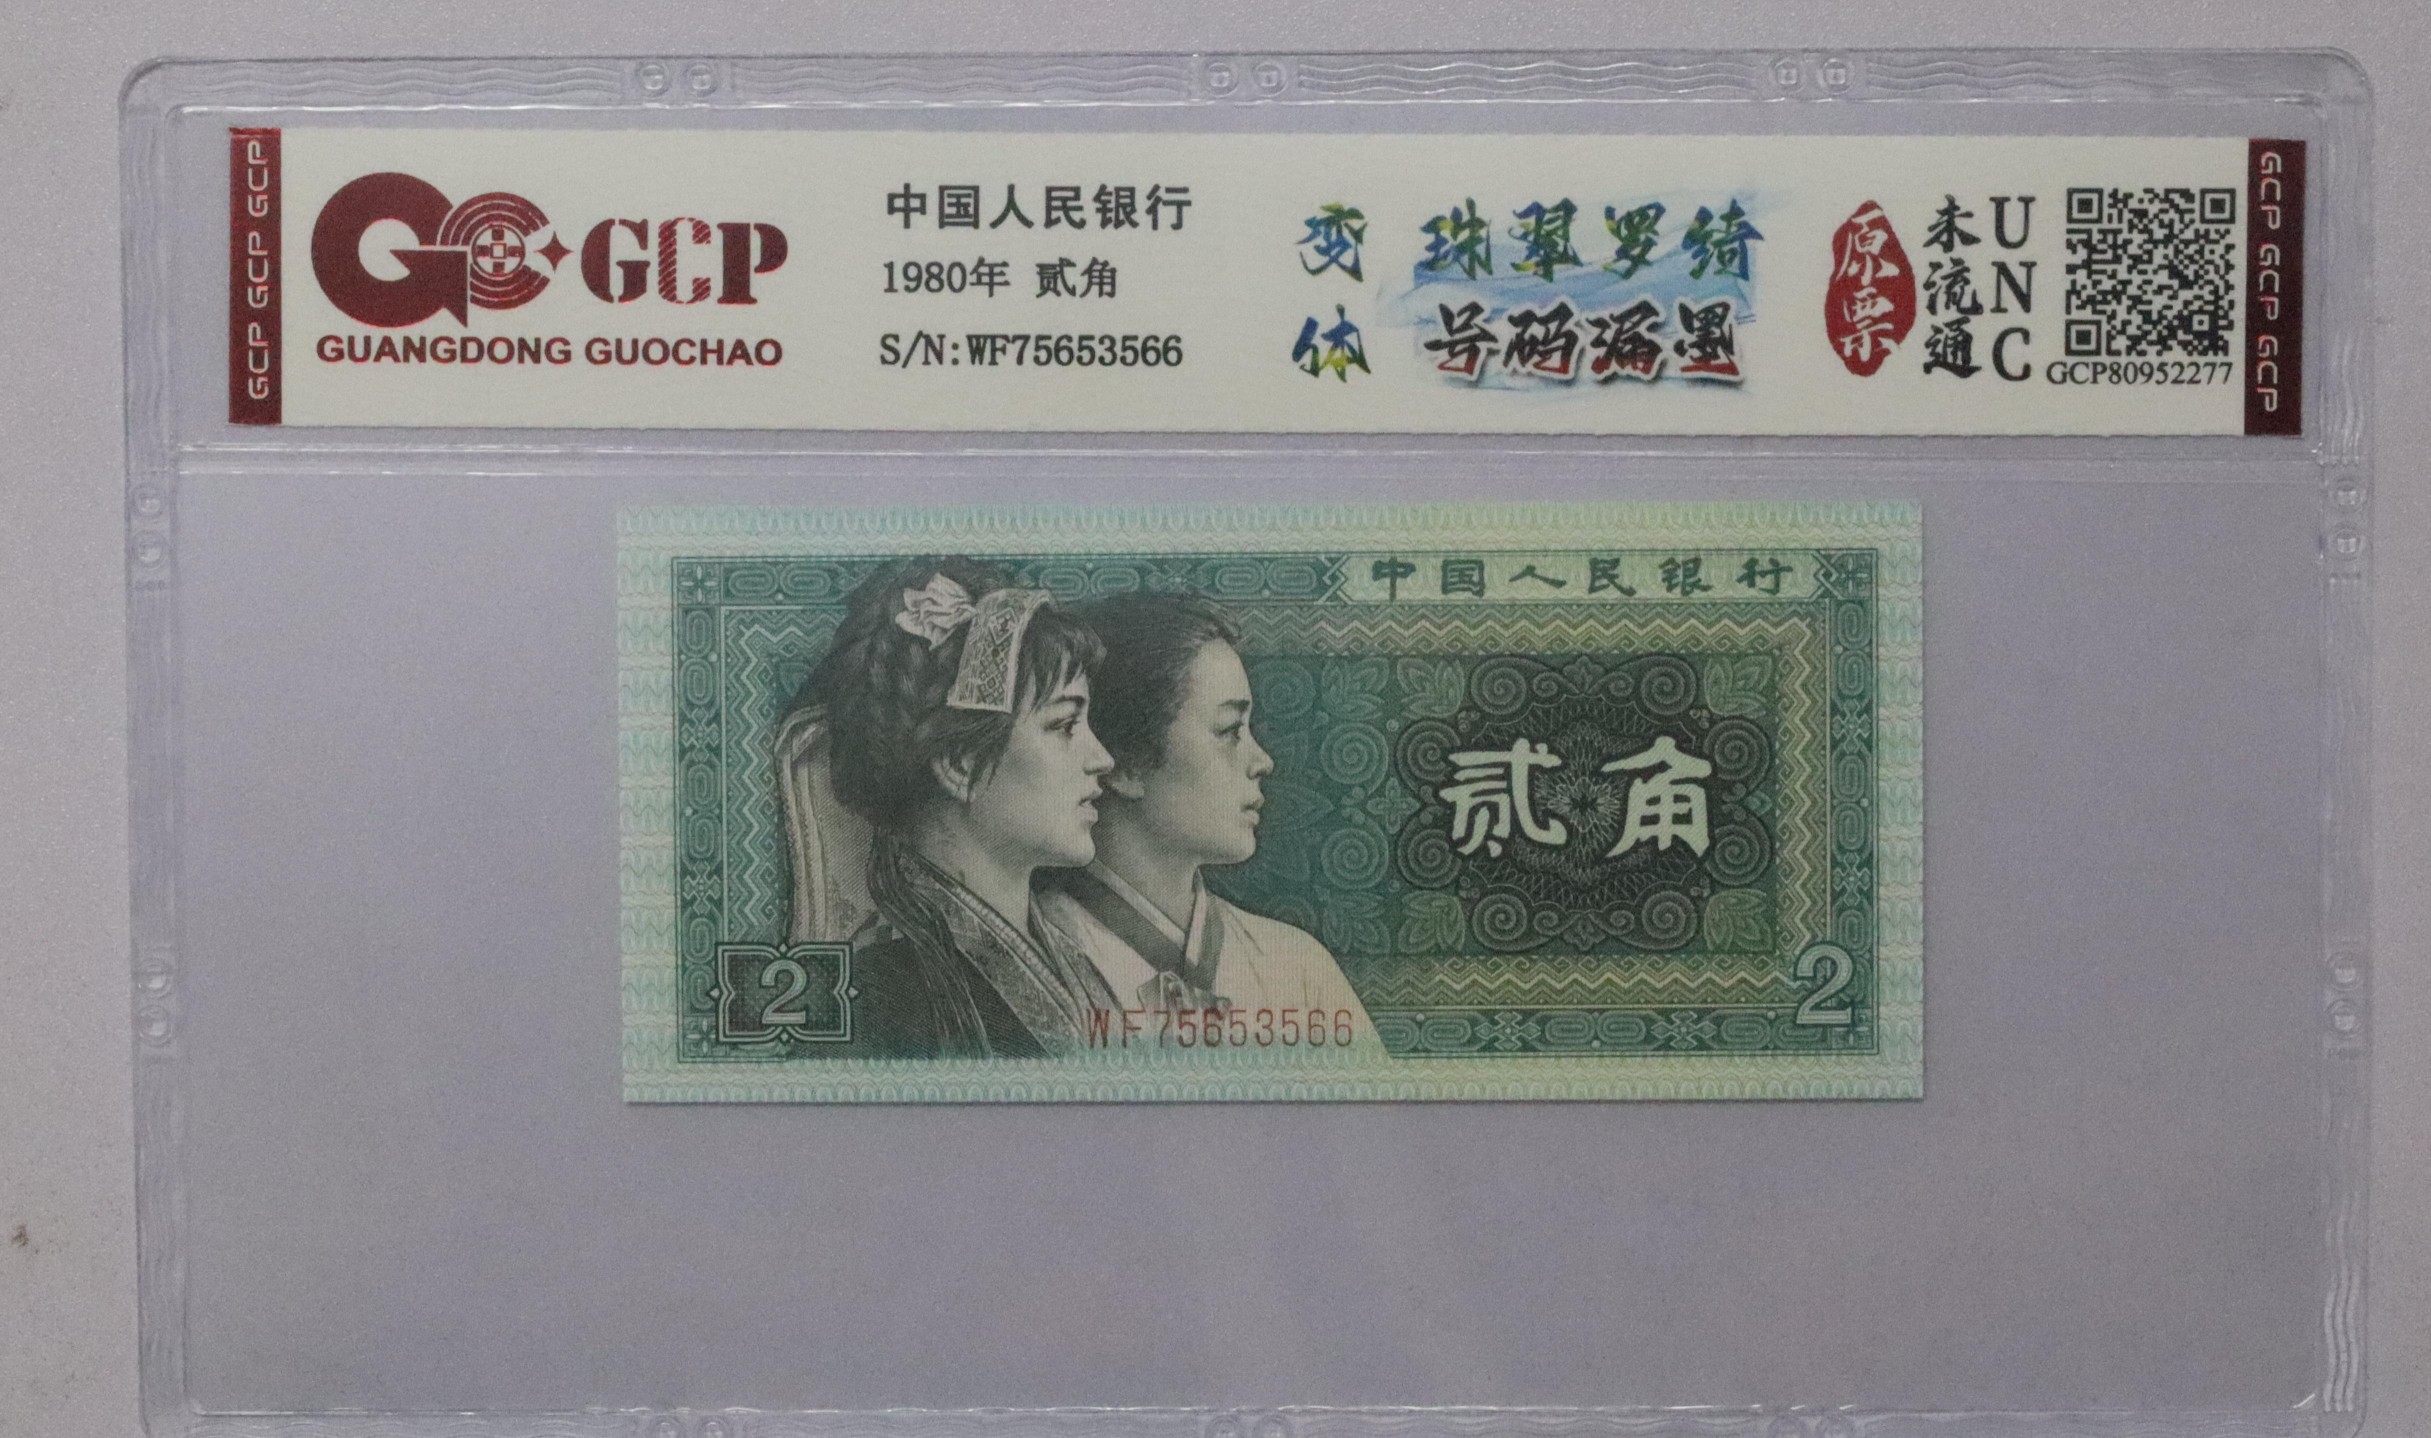 GCP GCP GCP
GCP
GUANGDONG GUOCHAO
中国人民银行
1980年 贰角
S/N:WF75653566
变体
珠翠罗绮
号码漏墨
原票
未流通
UNC
GCP80952277
GCP GCP GCP
中国人民银行
贰角
2
2
WF75653566